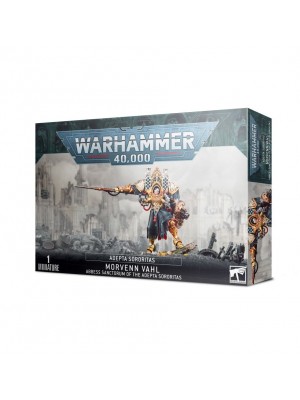 WARHAMMER
40,000
ADEPTA SORORITAS
MORVENN VAHL
ABBESS SANCTORUM OF THE ADEPTA SORORITAS
1
MINIATURE